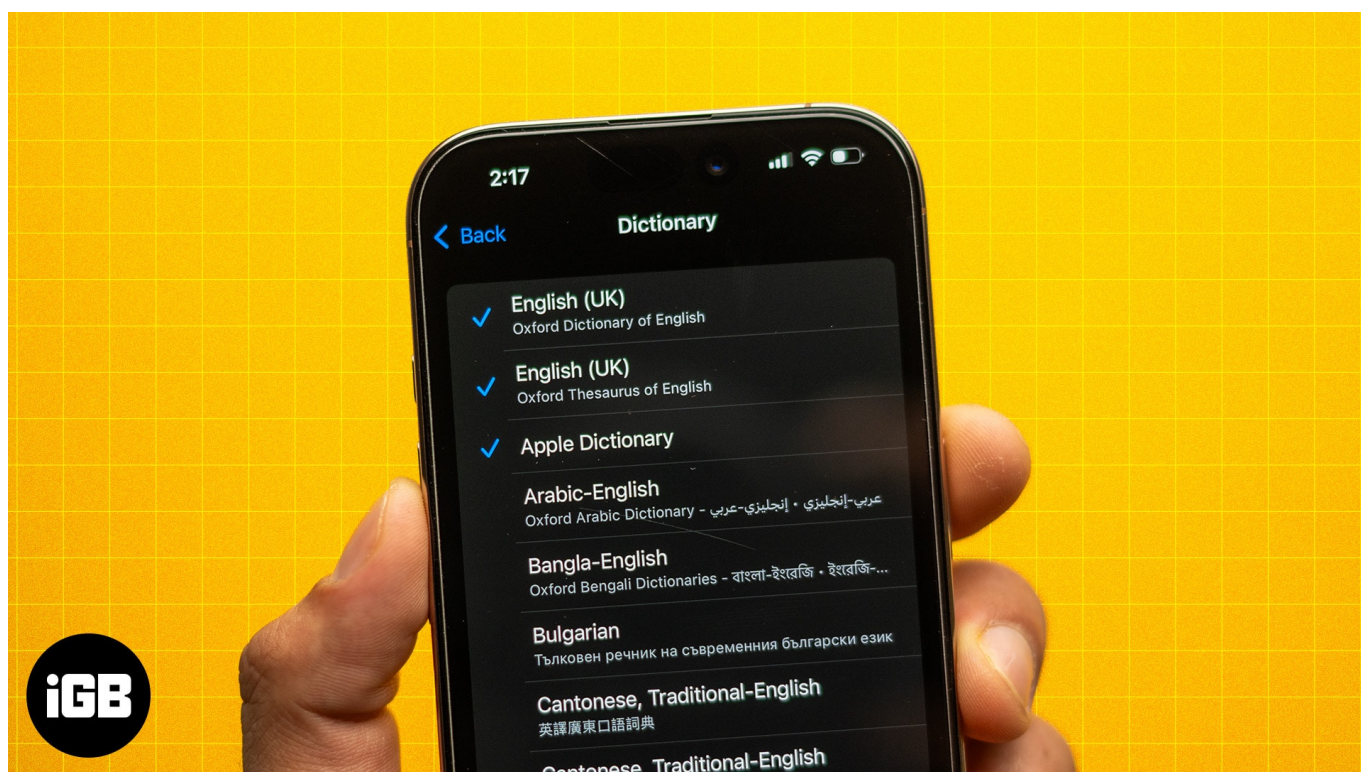 2:17
Back
Dictionary
English (UK)
Oxford Dictionary of English
English (UK)
Oxford Thesaurus of English
Apple Dictionary
Arabic-English
Oxford Arabic Dictionary - عربي-إنجليزي • إنجليزي-عربي
Bangla-English
Oxford Bengali Dictionaries - বাংলা-ইংরেজি • ইংরেজি-...
Bulgarian
Тълковен речник на съвременния български език
Cantonese, Traditional-English
英譯廣東口語詞典
Cantonese, Traditional-English
iGB